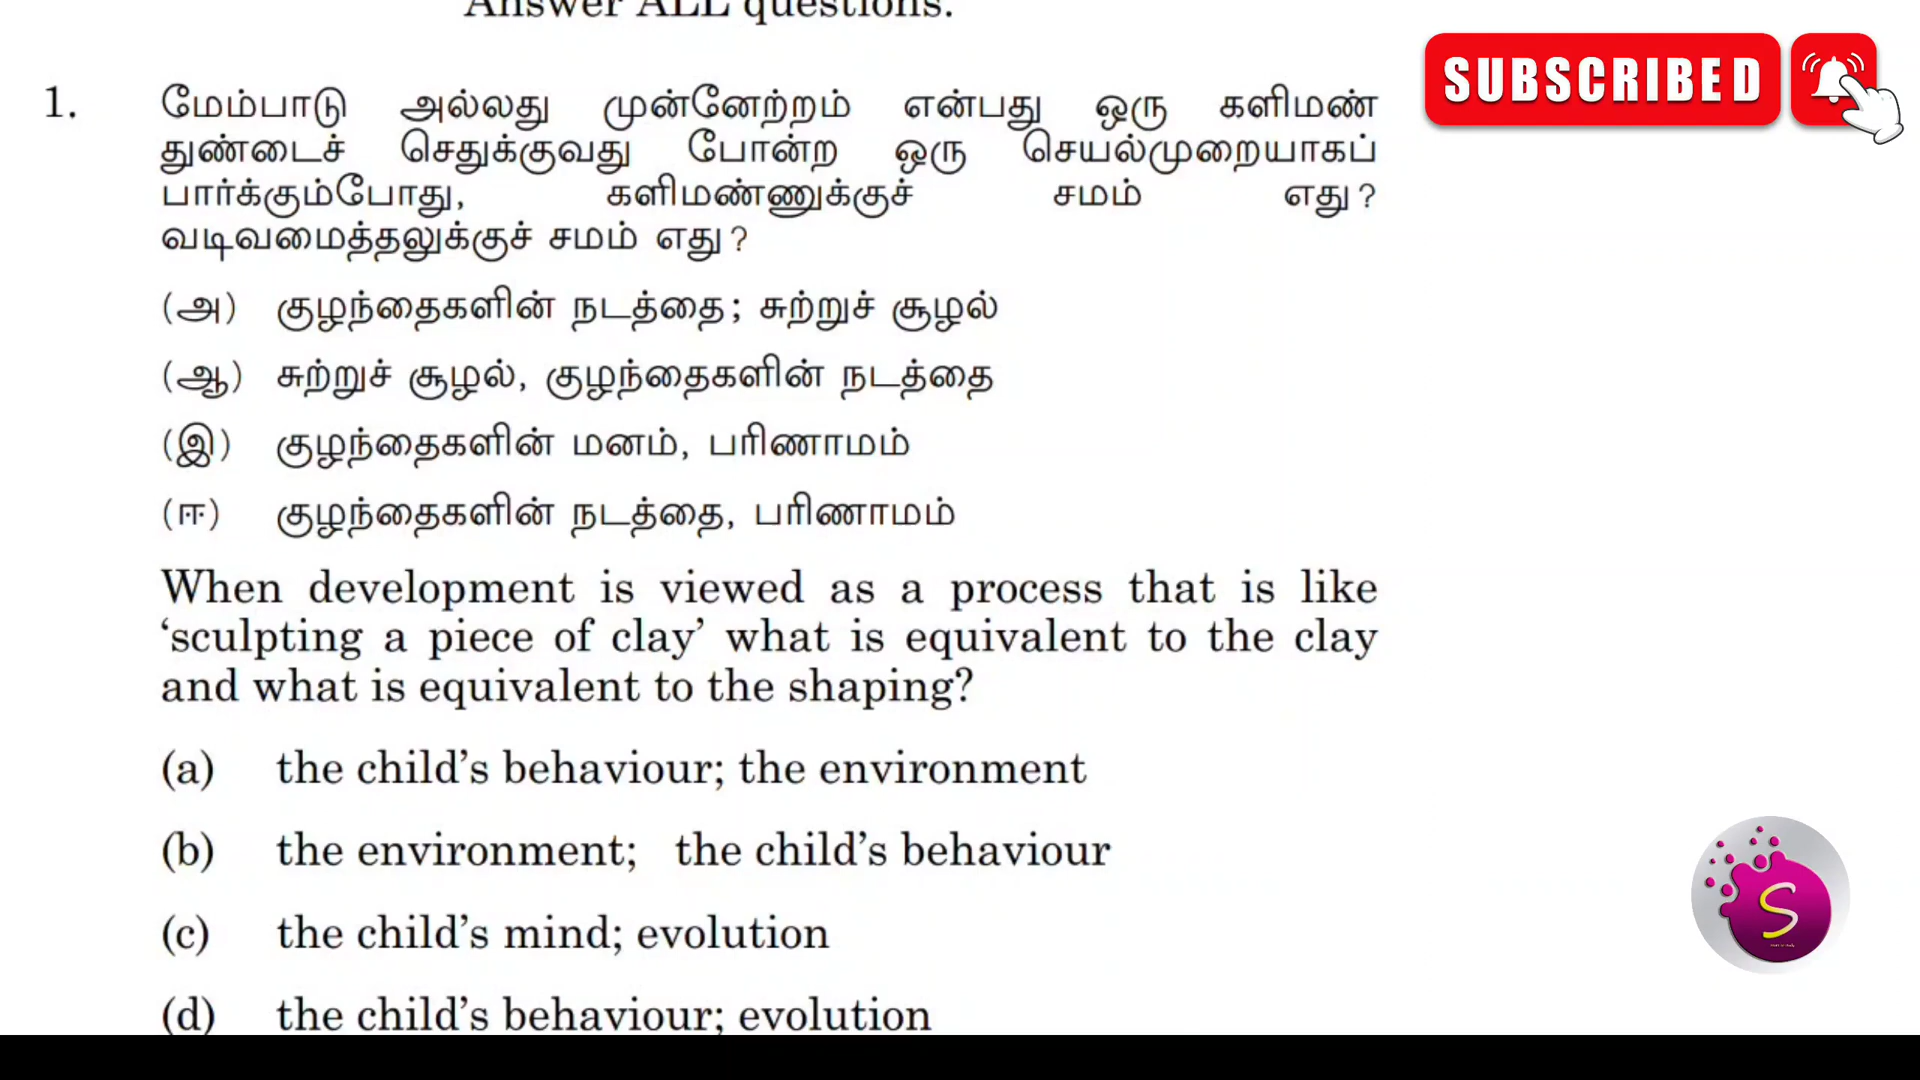 Answer ALL questions.
SUBSCRIBED
1. மேம்பாடு அல்லது முன்னேற்றம் என்பது ஒரு களிமண்
துண்டைச் செதுக்குவது போன்ற ஒரு செயல்முறையாகப்
பார்க்கும்போது, களிமண்ணுக்குச் சமம் எது?
வடிவமைத்தலுக்குச் சமம் எது?
(அ) குழந்தைகளின் நடத்தை; சுற்றுச் சூழல்
(ஆ) சுற்றுச் சூழல், குழந்தைகளின் நடத்தை
(இ) குழந்தைகளின் மனம், பரிணாமம்
(ஈ) குழந்தைகளின் நடத்தை, பரிணாமம்
When development is viewed as a process that is like
‘sculpting a piece of clay’ what is equivalent to the clay
and what is equivalent to the shaping?
(a) the child’s behaviour; the environment
(b) the environment; the child’s behaviour
(c) the child’s mind; evolution
(d) the child’s behaviour; evolution
S